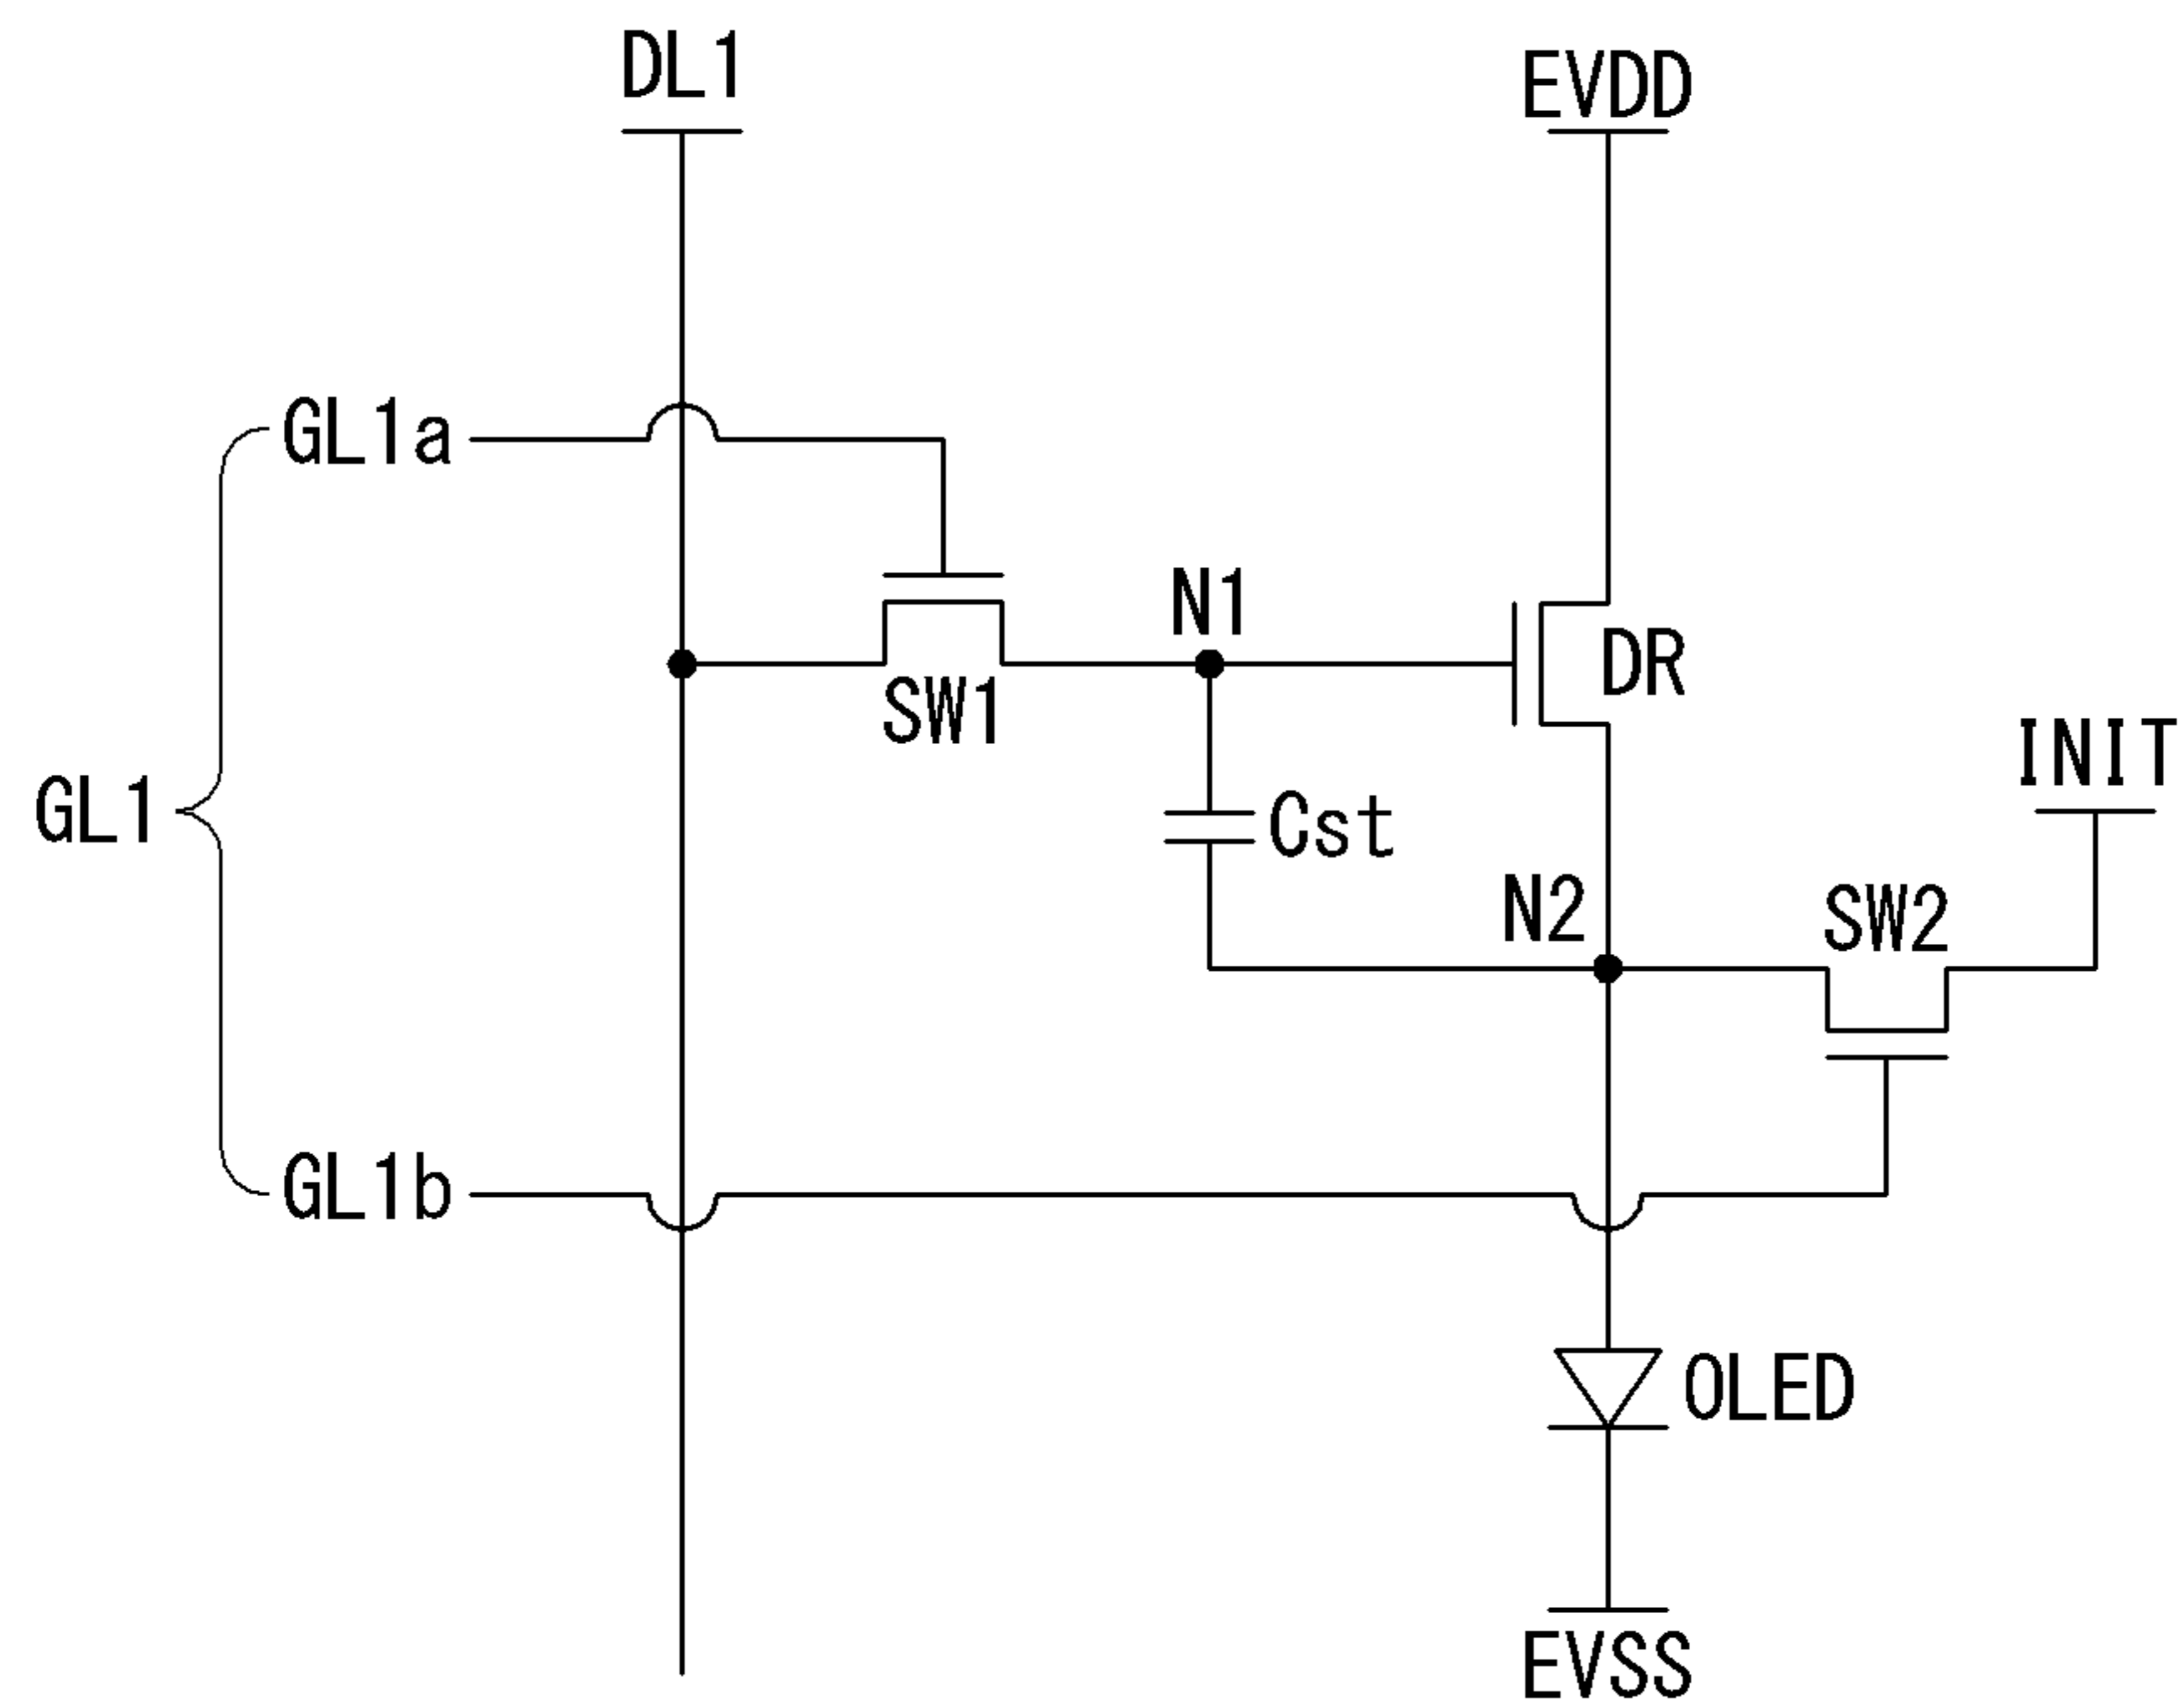 DL1
EVDD
GL1a
N1
DR
SW1
INIT
GL1
Cst
N2
SW2
GL1b
OLED
EVSS